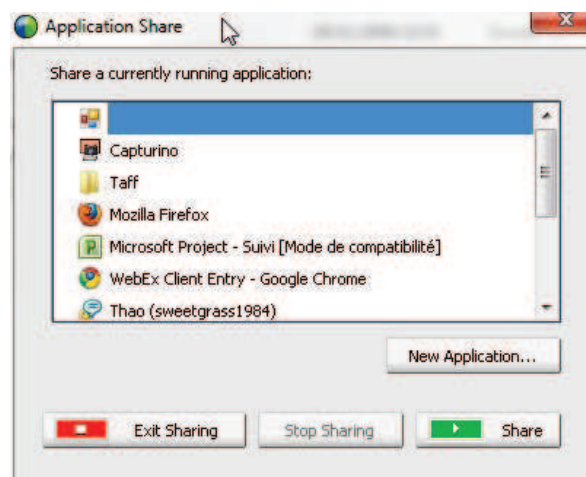 Application Share
Share a currently running application:
Capturino
Taff
Mozilla Firefox
Microsoft Project - Suivi [Mode de compatibilité]
WebEx Client Entry - Google Chrome
Thao (sweetgrass1984)
New Application...
Exit Sharing
Stop Sharing
Share